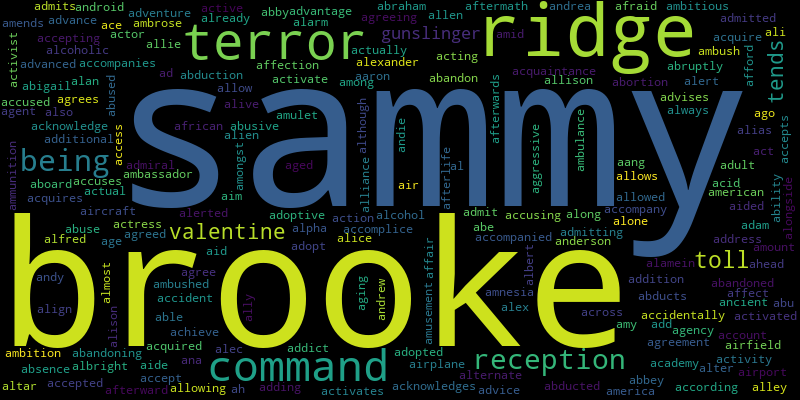 admits android adventure ace ambrose active abbyadvantage abraham aftermath andrea afraid ambitious
amends advance already alarm agreeing allen admitted
activist actor allie terror actually gunslinger amid ridge acquire ali
accepting affection alexander acting ambush tends
alcoholic advanced accompanies activate among aaron abandon acquaintance abruptly afford
abigail alan abduction allow allison abortion alert
accused agrees abused alive amulet although afterwards advises always
agent also african abusive andie ago
acknowledge access alien sammy aggressive ambulance alias accepts
additional amongst alliance afterlife act
ammunition being admiral aged al aang adult
accuses ambassador air acid allows american ability alongside
aboard actual aim allowed aided
acquires aircraft alerted adoptive action alcohol admit accusing along accompany adam
abuse actress alpha accomplice abe alone address
alfred age agreed valentine alice accompanied admitting anderson amount
aid adopt affair albert alamein toll ahead
andy almost agree aging andrew amnesia addition abandoned
ambushed brooke abducts affect ancient abu
align alison accident ally amusement alex across accidentally activated
able amy add agency account
achieve agreement airfield
ambition abandoning acquired ana alec addict adopted reception academy activity
absence albright aide command airplane alter airport
altar accepted accept alternate abbey
afterward allowing ah adding activates acknowledges advice abducted america according alley